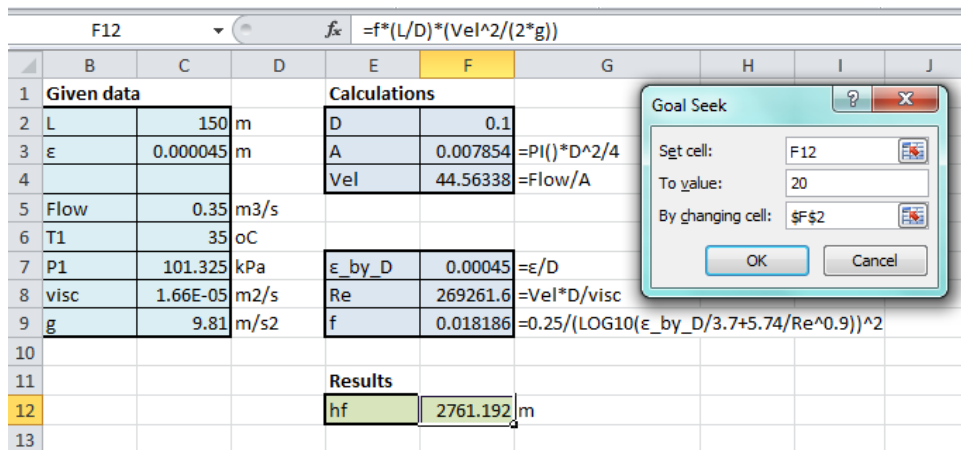 F12 fx =f*(L/D)*(Vel^2/(2*g))
B C D E F G H I J
1 Given data Calculations
2 L 150 m D 0.1
3 ε 0.000045 m A 0.007854 =PI()*D^2/4
4 Vel 44.56338 =Flow/A
5 Flow 0.35 m3/s
6 T1 35 oC
7 P1 101.325 kPa ε_by_D 0.00045 =ε/D
8 visc 1.66E-05 m2/s Re 269261.6 =Vel*D/visc
9 g 9.81 m/s2 f 0.018186 =0.25/(LOG10(ε_by_D/3.7+5.74/Re^0.9))^2
10
11 Results
12 hf 2761.192 m
13
Goal Seek ? X
Set cell: F12
To value: 20
By changing cell: $F$2
OK Cancel